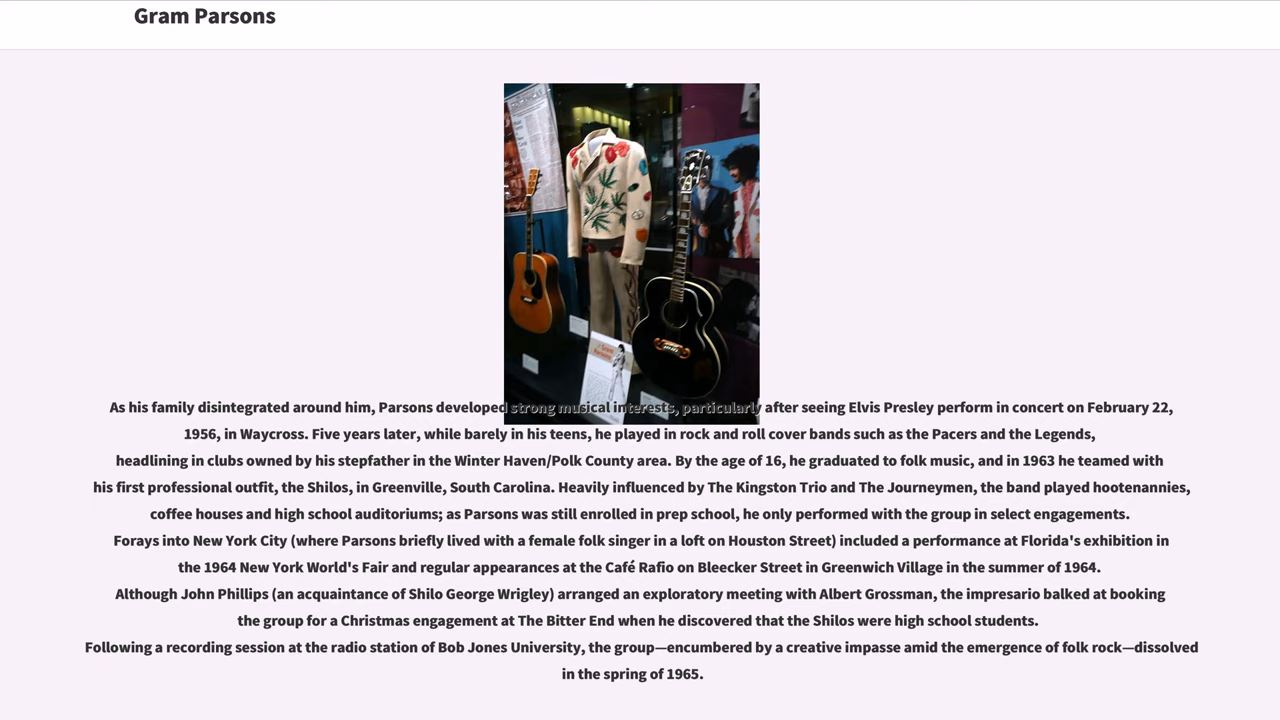 Gram Parsons
As his family disintegrated around him, Parsons developed strong musical interests, particularly after seeing Elvis Presley perform in concert on February 22,
1956, in Waycross. Five years later, while barely in his teens, he played in rock and roll cover bands such as the Pacers and the Legends,
headlining in clubs owned by his stepfather in the Winter Haven/Polk County area. By the age of 16, he graduated to folk music, and in 1963 he teamed with
his first professional outfit, the Shilos, in Greenville, South Carolina. Heavily influenced by The Kingston Trio and The Journeymen, the band played hootenannies,
coffee houses and high school auditoriums; as Parsons was still enrolled in prep school, he only performed with the group in select engagements.
Forays into New York City (where Parsons briefly lived with a female folk singer in a loft on Houston Street) included a performance at Florida's exhibition in
the 1964 New York World's Fair and regular appearances at the Café Rafio on Bleecker Street in Greenwich Village in the summer of 1964.
Although John Phillips (an acquaintance of Shilo George Wrigley) arranged an exploratory meeting with Albert Grossman, the impresario balked at booking
the group for a Christmas engagement at The Bitter End when he discovered that the Shilos were high school students.
Following a recording session at the radio station of Bob Jones University, the group—encumbered by a creative impasse amid the emergence of folk rock—dissolved
in the spring of 1965.